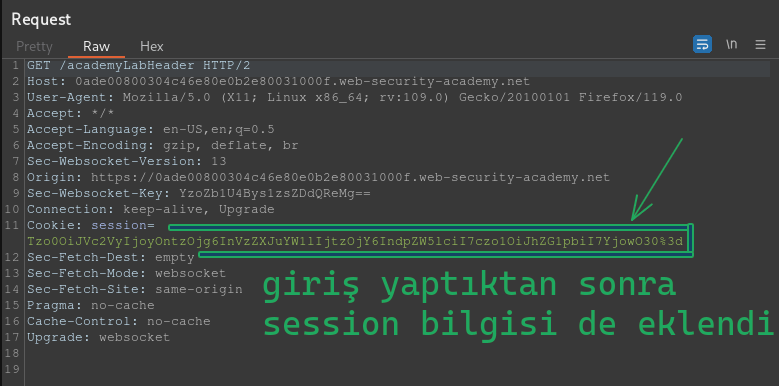 Request
Pretty Raw Hex \n
1 GET /academyLabHeader HTTP/2
2 Host: 0ade00800304c46e80e0b2e80031000f.web-security-academy.net
3 User-Agent: Mozilla/5.0 (X11; Linux x86_64; rv:109.0) Gecko/20100101 Firefox/119.0
4 Accept: */*
5 Accept-Language: en-US,en;q=0.5
6 Accept-Encoding: gzip, deflate, br
7 Sec-Websocket-Version: 13
8 Origin: https://0ade00800304c46e80e0b2e80031000f.web-security-academy.net
9 Sec-Websocket-Key: YzoZb1U4Bys1zsZDdQReMg==
10 Connection: keep-alive, Upgrade
11 Cookie: session=
Tzo0OiJVc2VyIjoyOntzOjg6InVzZXJuYW1lIjtzOjY6IndpZW5lciI7czo1OiJhZG1pbiI7YjowO30%3d
12 Sec-Fetch-Dest: empty
13 Sec-Fetch-Mode: websocket
14 Sec-Fetch-Site: same-origin
15 Pragma: no-cache
16 Cache-Control: no-cache
17 Upgrade: websocket
18
19
giriş yaptıktan sonra
session bilgisi de eklendi